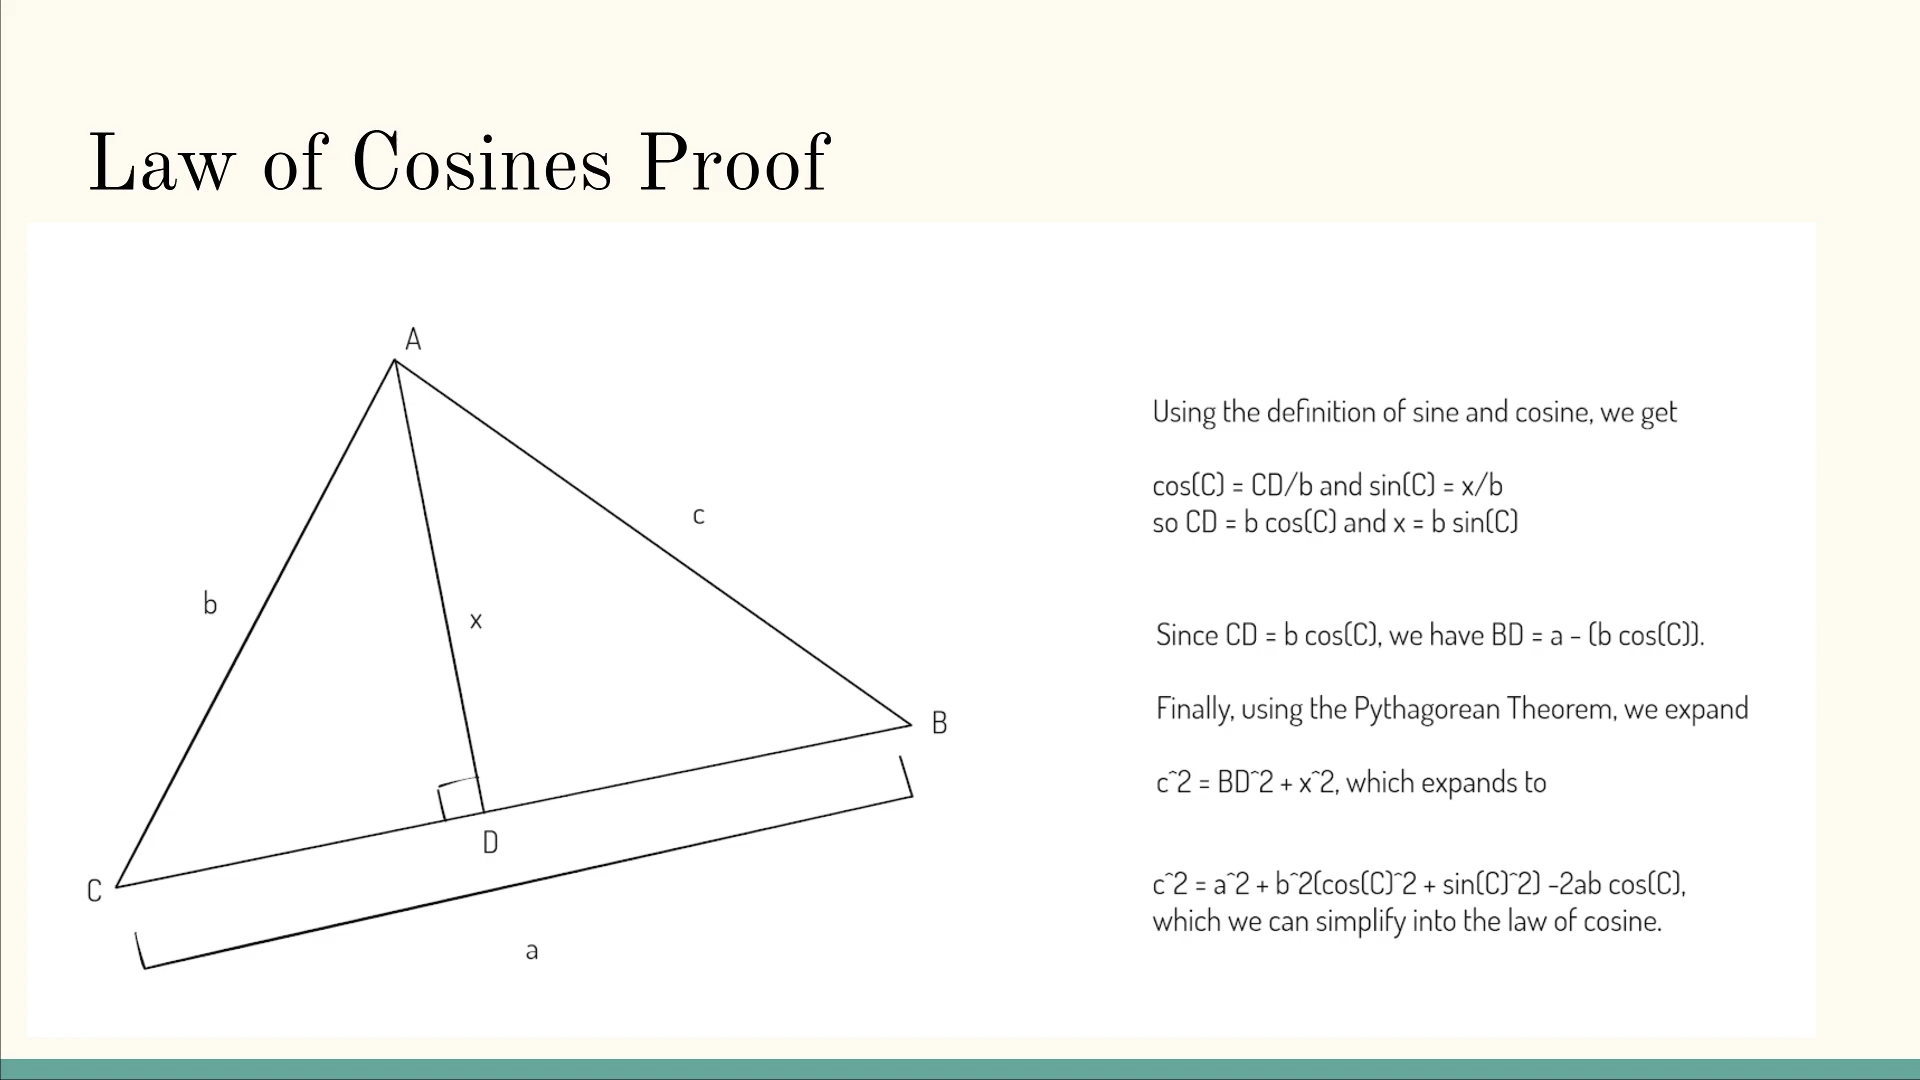 Law of Cosines Proof
A
c
b
x
B
D
C
a
Using the definition of sine and cosine, we get
cos(C) = CD/b and sin(C) = x/b
so CD = b cos(C) and x = b sin(C)
Since CD = b cos(C), we have BD = a - (b cos(C)).
Finally, using the Pythagorean Theorem, we expand
c^2 = BD^2 + x^2, which expands to
c^2 = a^2 + b^2(cos(C)^2 + sin(C)^2) -2ab cos(C),
which we can simplify into the law of cosine.